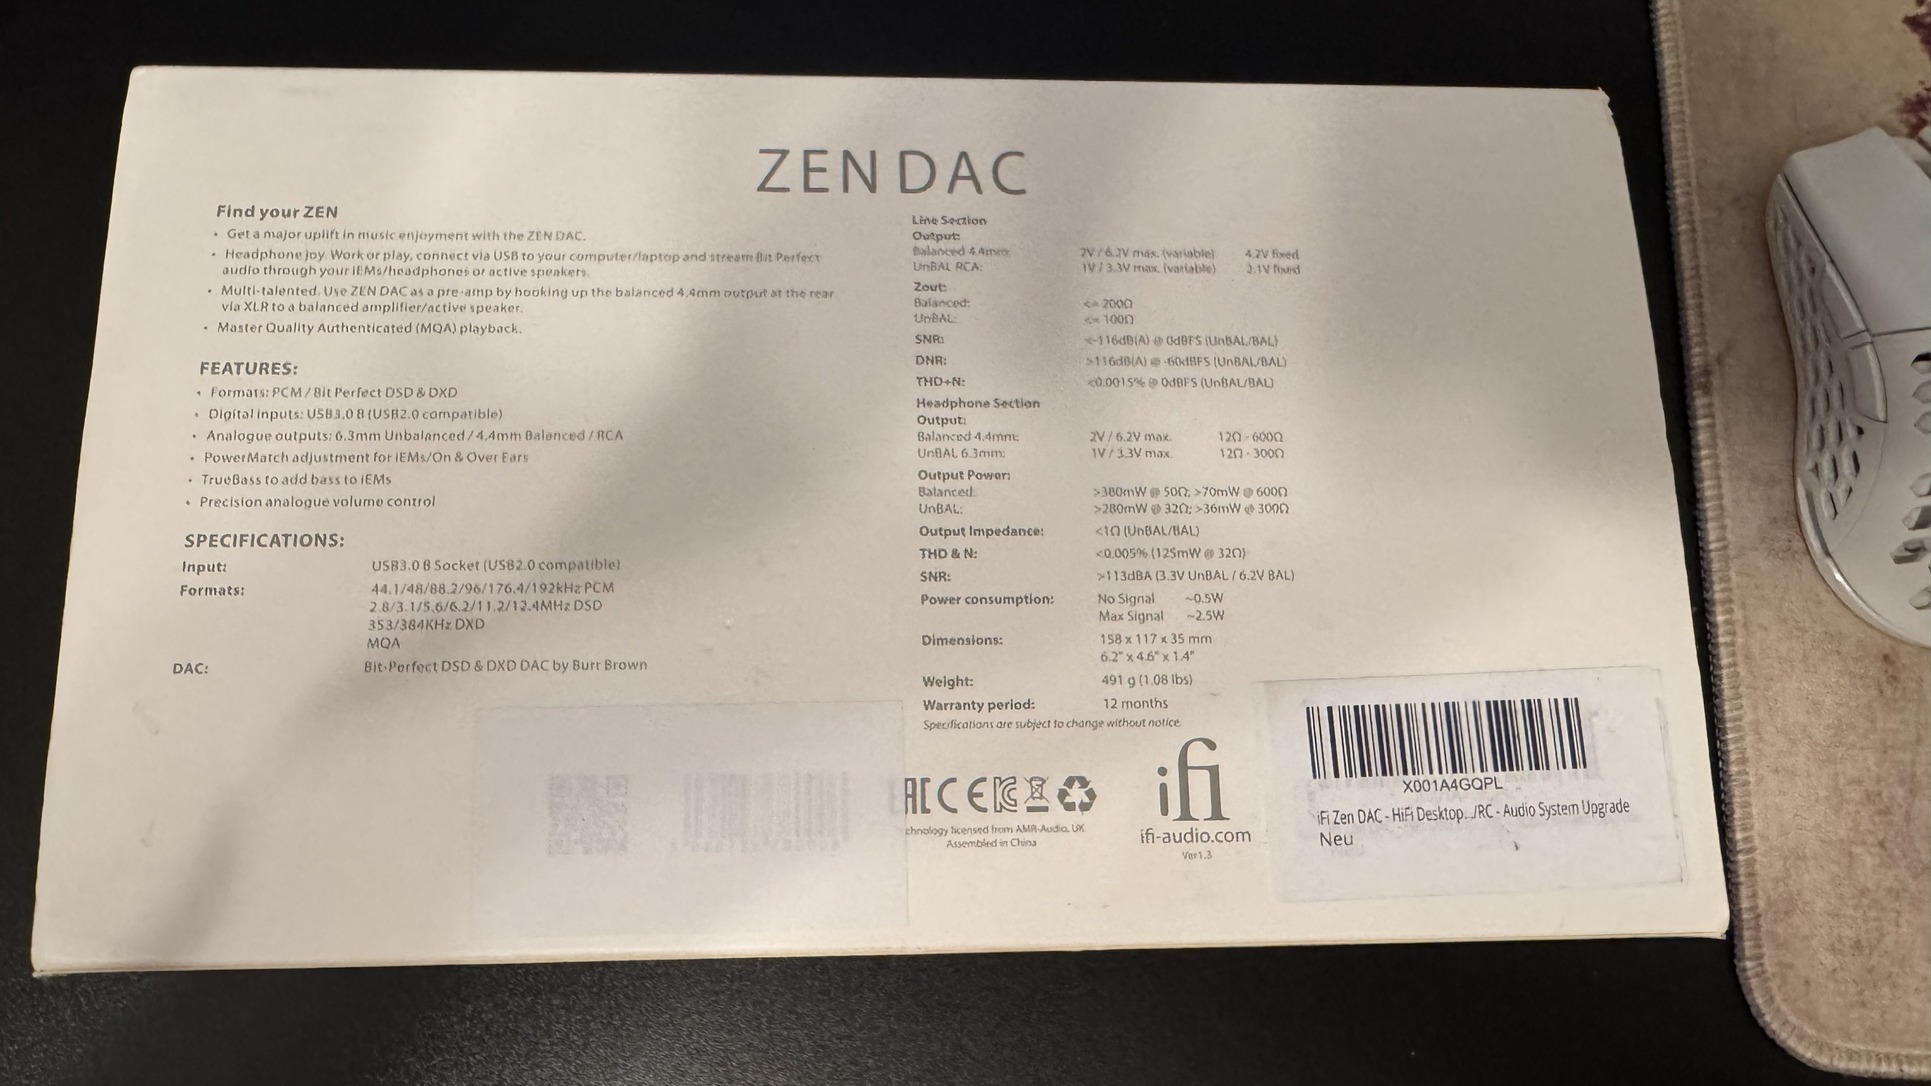 ZEN DAC
Find your ZEN
• Get a major uplift in music enjoyment with the ZEN DAC.
• Headphone joy. Work or play, connect via USB to your computer/laptop and stream Bit Perfect
audio through your iEMs/headphones or active speakers.
• Multi-talented. Use ZEN DAC as a pre-amp by hooking up the balanced 4.4mm output at the rear
via XLR to a balanced amplifier/active speaker.
• Master Quality Authenticated (MQA) playback.
FEATURES:
• Formats: PCM / Bit Perfect DSD & DXD
• Digital inputs: USB3.0 B (USB2.0 compatible)
• Analogue outputs: 6.3mm Unbalanced / 4.4mm Balanced / RCA
• PowerMatch adjustment for iEMs/On & Over Ears
• TrueBass to add bass to iEMs
• Precision analogue volume control
SPECIFICATIONS:
Input: USB3.0 B Socket (USB2.0 compatible)
Formats: 44.1/48/88.2/96/176.4/192kHz PCM
2.8/3.1/5.6/6.2/11.2/12.4MHz DSD
353/384KHz DXD
MQA
DAC: Bit-Perfect DSD & DXD DAC by Burr Brown
Line Section
Output:
Balanced 4.4mm: 2V / 6.2V max. (variable) 4.2V fixed
UnBAL RCA: 1V / 3.3V max. (variable) 2.1V fixed
Zout:
Balanced: <= 200Ω
UnBAL: <= 100Ω
SNR: <-116dB(A) @ 0dBFS (UnBAL/BAL)
DNR: >116dB(A) @ -60dBFS (UnBAL/BAL)
THD+N: <0.0015% @ 0dBFS (UnBAL/BAL)
Headphone Section
Output:
Balanced 4.4mm: 2V / 6.2V max. 12Ω - 600Ω
UnBAL 6.3mm: 1V / 3.3V max. 12Ω - 300Ω
Output Power:
Balanced: >380mW @ 50Ω; >70mW @ 600Ω
UnBAL: >280mW @ 32Ω; >36mW @ 300Ω
Output Impedance: <1Ω (UnBAL/BAL)
THD & N: <0.005% (125mW @ 32Ω)
SNR: >113dBA (3.3V UnBAL / 6.2V BAL)
Power consumption: No Signal ~0.5W
Max Signal ~2.5W
Dimensions: 158 x 117 x 35 mm
6.2" x 4.6" x 1.4"
Weight: 491 g (1.08 lbs)
Warranty period: 12 months
Specifications are subject to change without notice.
EAC CE KC
chnology licensed from AMR-Audio, UK
Assembled in China
ifi
ifi-audio.com
Ver1.3
X001A4GQPL
iFi Zen DAC - HiFi Desktop.../RC - Audio System Upgrade
Neu